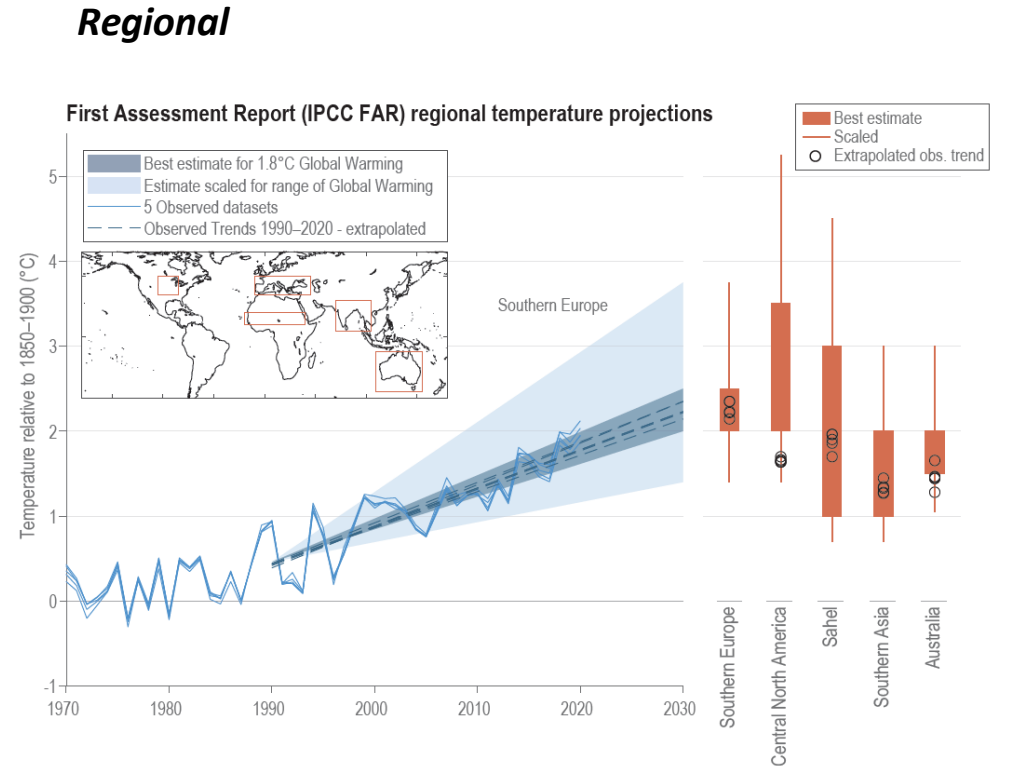 Regional
First Assessment Report (IPCC FAR) regional temperature projections
Best estimate for 1.8°C Global Warming
Estimate scaled for range of Global Warming
5 Observed datasets
Observed Trends 1990–2020 - extrapolated
Best estimate
Scaled
Extrapolated obs. trend
Temperature relative to 1850–1900 (°C)
5
4
3
2
1
0
-1
Southern Europe
1970
1980
1990
2000
2010
2020
2030
Southern Europe
Central North America
Sahel
Southern Asia
Australia